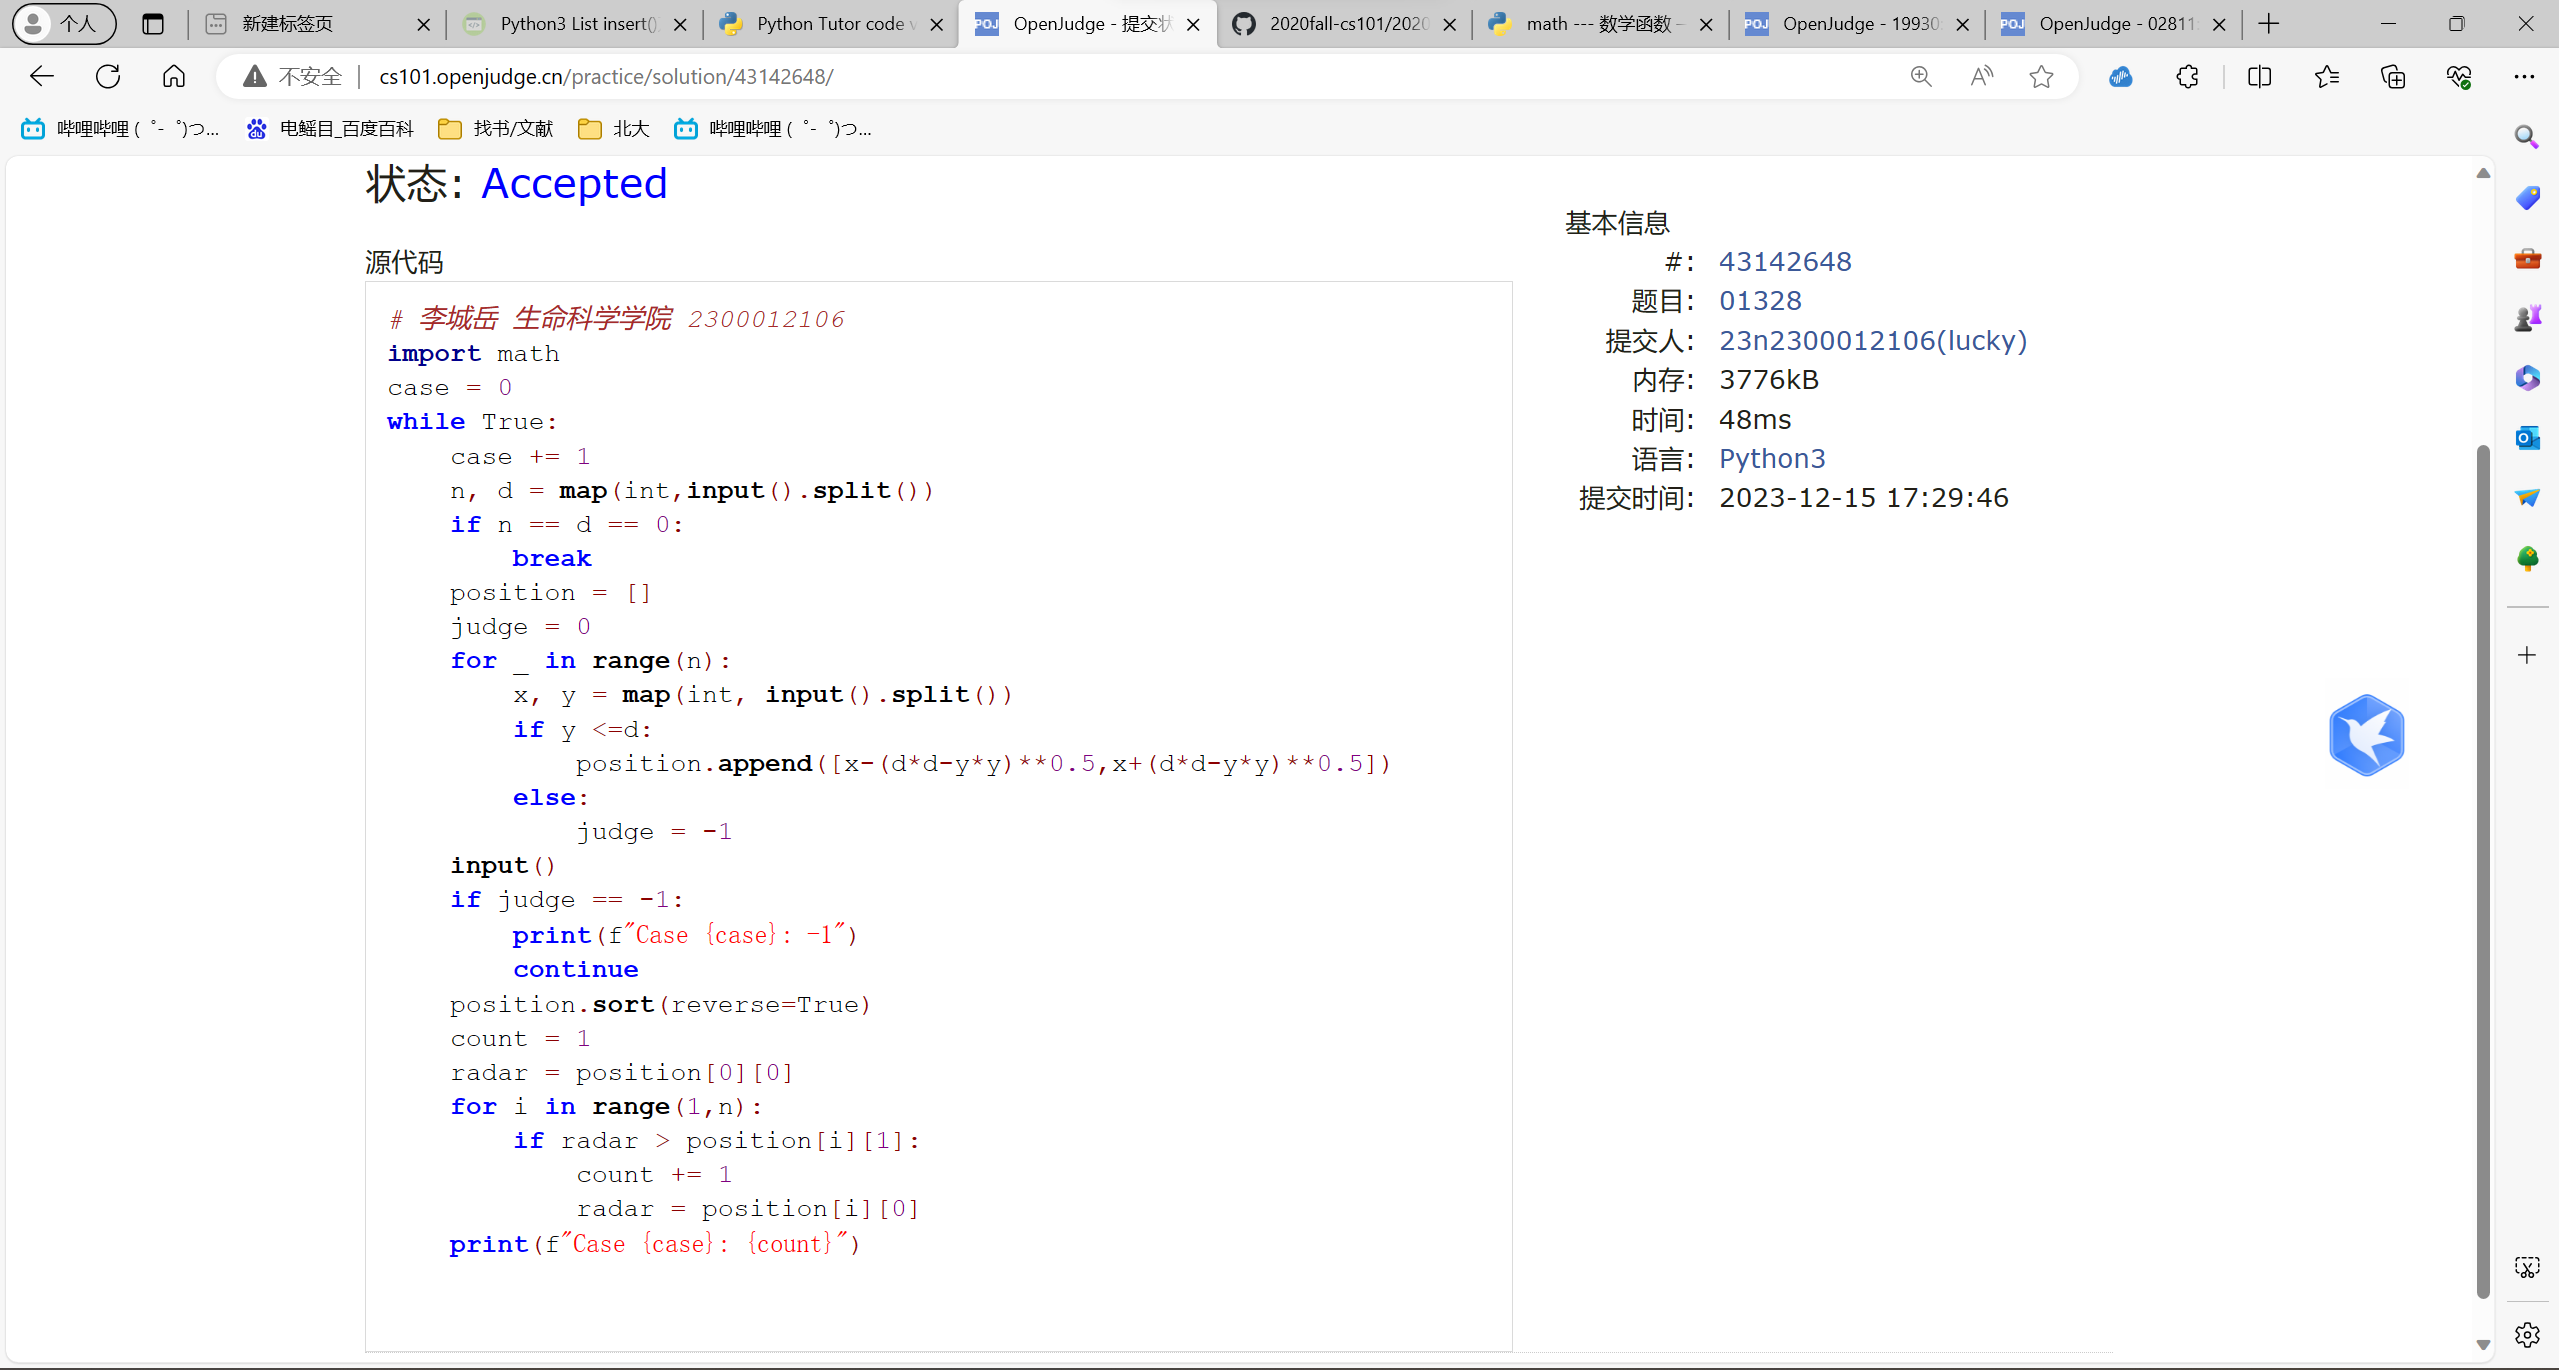 个人
新建标签页
Python3 List insert()
Python Tutor code v
OpenJudge - 提交状
2020fall-cs101/2020
math --- 数学函数 -
OpenJudge - 19930:
OpenJudge - 02811:
不安全
cs101.openjudge.cn/practice/solution/43142648/
哔哩哔哩 (゜-゜)つ...
电鳐目_百度百科
找书/文献
北大
哔哩哔哩 (゜-゜)つ...
状态: Accepted
源代码
# 李城岳 生命科学学院 2300012106
import math
case = 0
while True:
    case += 1
    n, d = map(int,input().split())
    if n == d == 0:
        break
    position = []
    judge = 0
    for _ in range(n):
        x, y = map(int, input().split())
        if y <=d:
            position.append([x-(d*d-y*y)**0.5,x+(d*d-y*y)**0.5])
        else:
            judge = -1
    input()
    if judge == -1:
        print(f"Case {case}: -1")
        continue
    position.sort(reverse=True)
    count = 1
    radar = position[0][0]
    for i in range(1,n):
        if radar > position[i][1]:
            count += 1
            radar = position[i][0]
    print(f"Case {case}: {count}")
基本信息
#: 43142648
题目: 01328
提交人: 23n2300012106(lucky)
内存: 3776kB
时间: 48ms
语言: Python3
提交时间: 2023-12-15 17:29:46